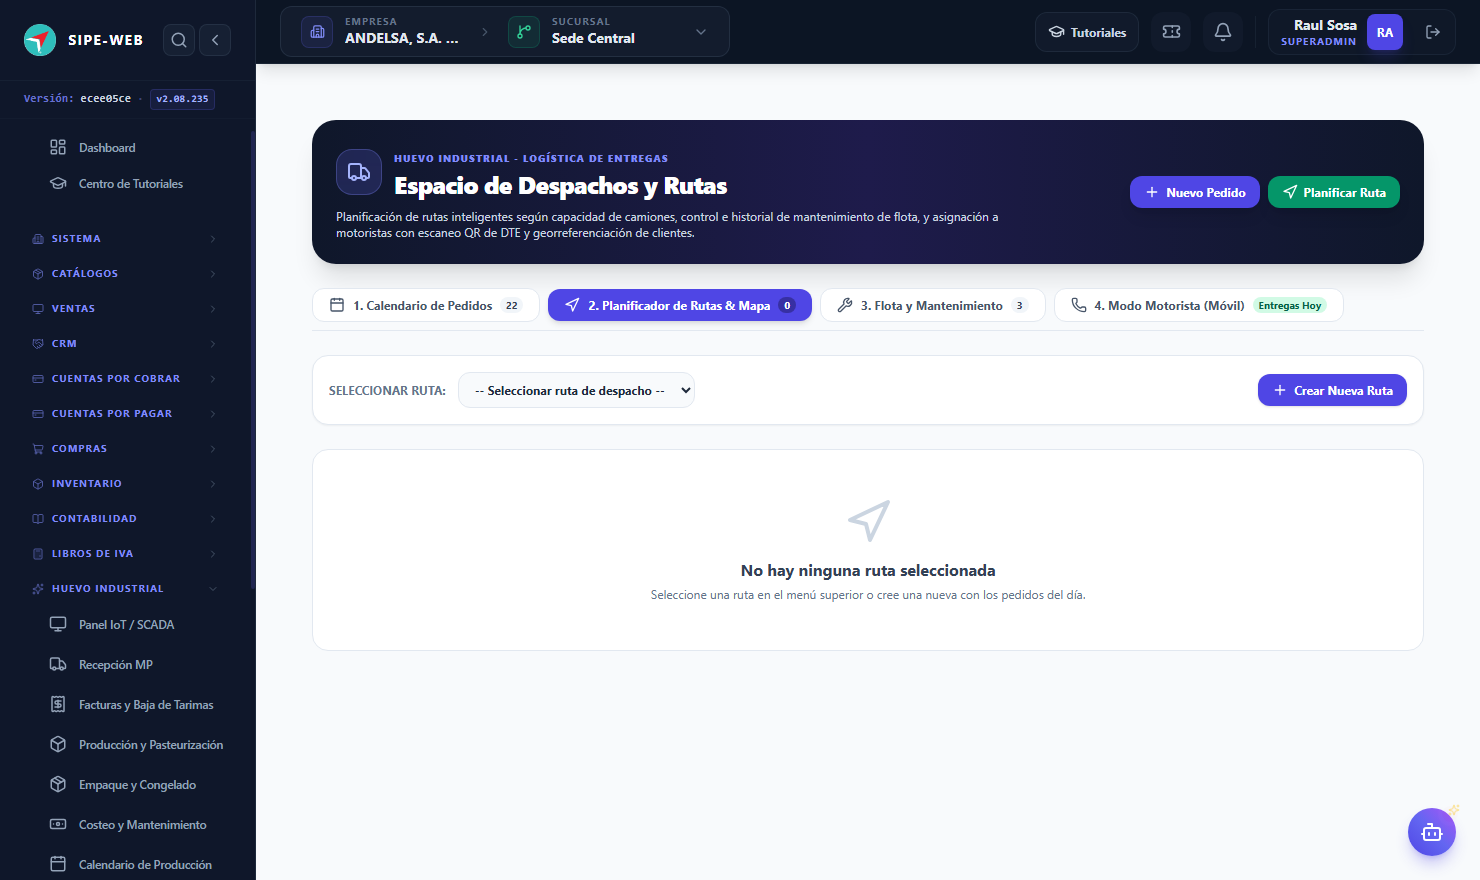 SIPE-WEB
Versión: ecee05ce · v2.08.235
Dashboard
Centro de Tutoriales
SISTEMA
CATÁLOGOS
VENTAS
CRM
CUENTAS POR COBRAR
CUENTAS POR PAGAR
COMPRAS
INVENTARIO
CONTABILIDAD
LIBROS DE IVA
HUEVO INDUSTRIAL
Panel IoT / SCADA
Recepción MP
Facturas y Baja de Tarimas
Producción y Pasteurización
Empaque y Congelado
Costeo y Mantenimiento
Calendario de Producción
EMPRESA
ANDELSA, S.A. ...
SUCURSAL
Sede Central
Tutoriales
Raul Sosa
SUPERADMIN
RA
HUEVO INDUSTRIAL - LOGÍSTICA DE ENTREGAS
Espacio de Despachos y Rutas
Planificación de rutas inteligentes según capacidad de camiones, control e historial de mantenimiento de flota, y asignación a
motoristas con escaneo QR de DTE y georreferenciación de clientes.
Nuevo Pedido
Planificar Ruta
1. Calendario de Pedidos 22
2. Planificador de Rutas & Mapa 0
3. Flota y Mantenimiento 3
4. Modo Motorista (Móvil) Entregas Hoy
SELECCIONAR RUTA: -- Seleccionar ruta de despacho --
Crear Nueva Ruta
No hay ninguna ruta seleccionada
Seleccione una ruta en el menú superior o cree una nueva con los pedidos del día.